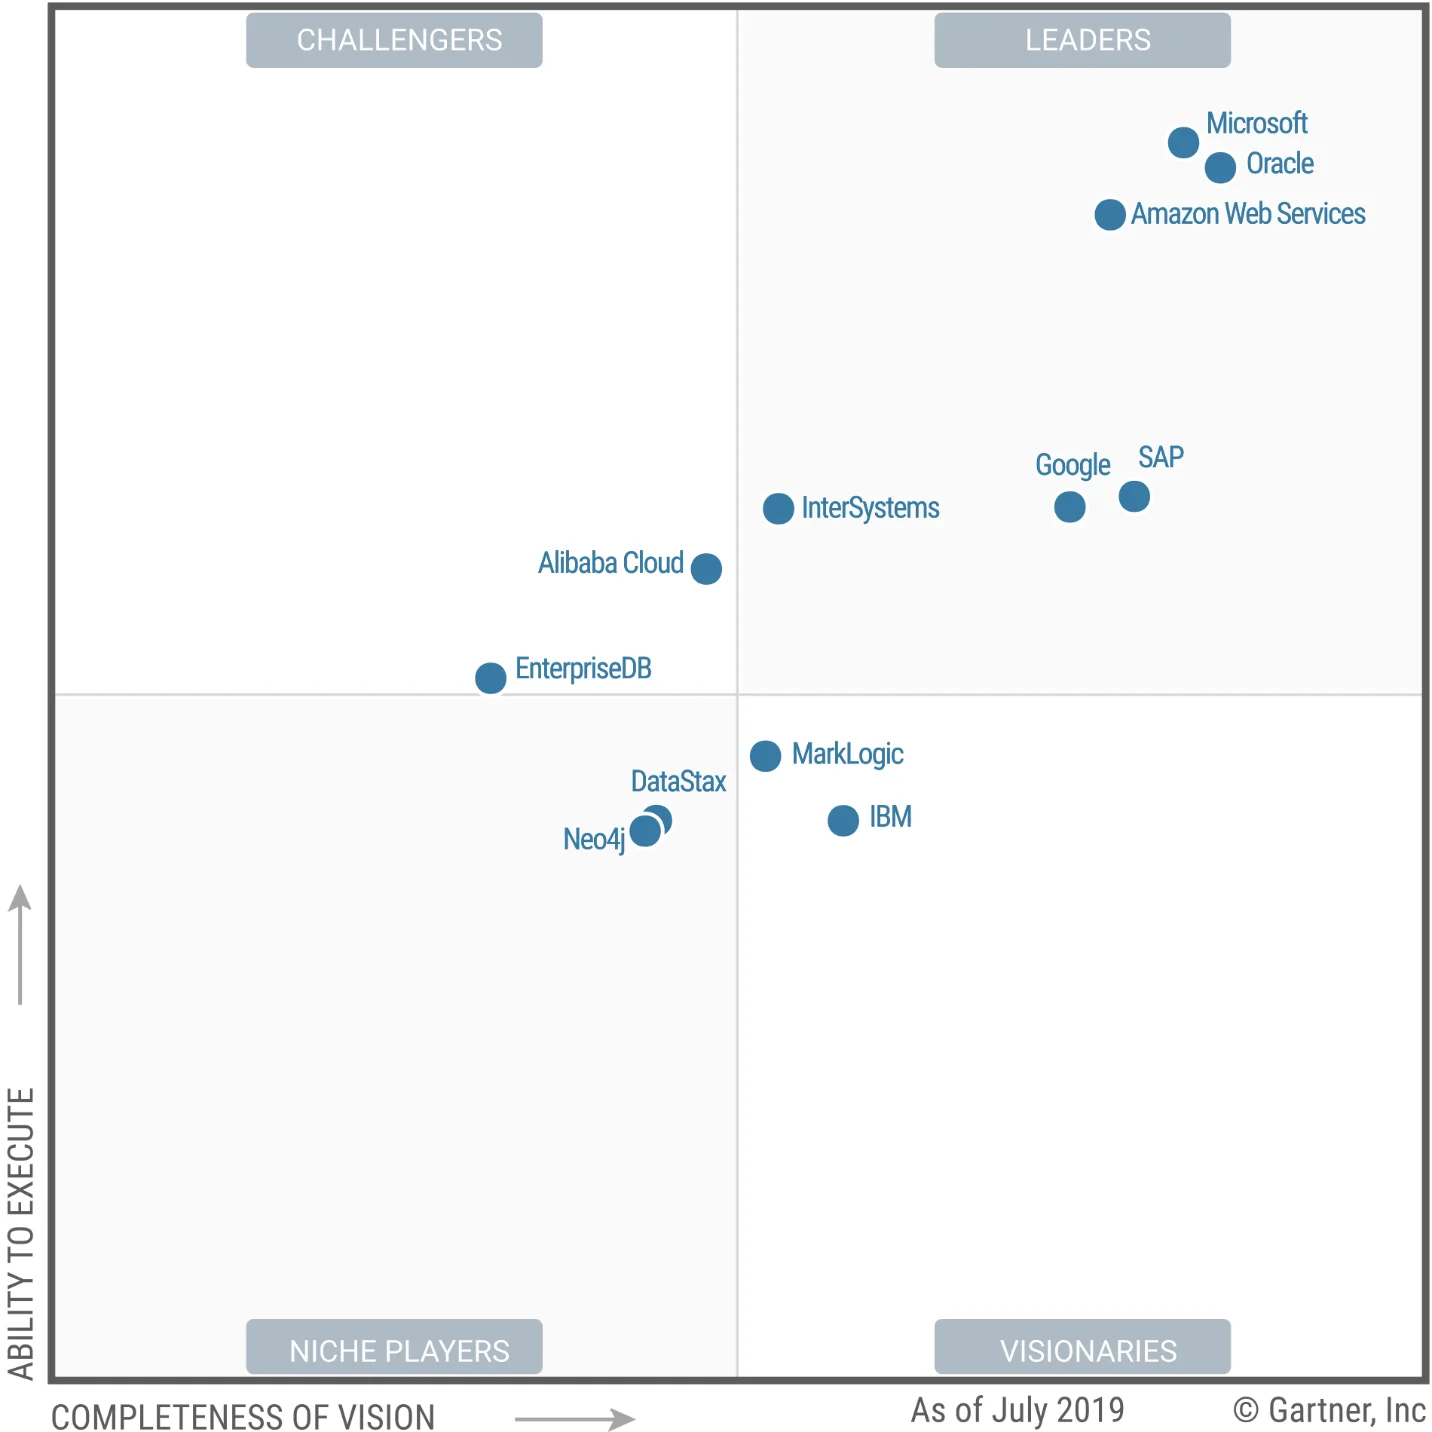 CHALLENGERS
LEADERS
Microsoft
Oracle
Amazon Web Services
Google
SAP
InterSystems
Alibaba Cloud
EnterpriseDB
MarkLogic
DataStax
IBM
Neo4j
ABILITY TO EXECUTE
NICHE PLAYERS
VISIONARIES
COMPLETENESS OF VISION
As of July 2019
© Gartner, Inc